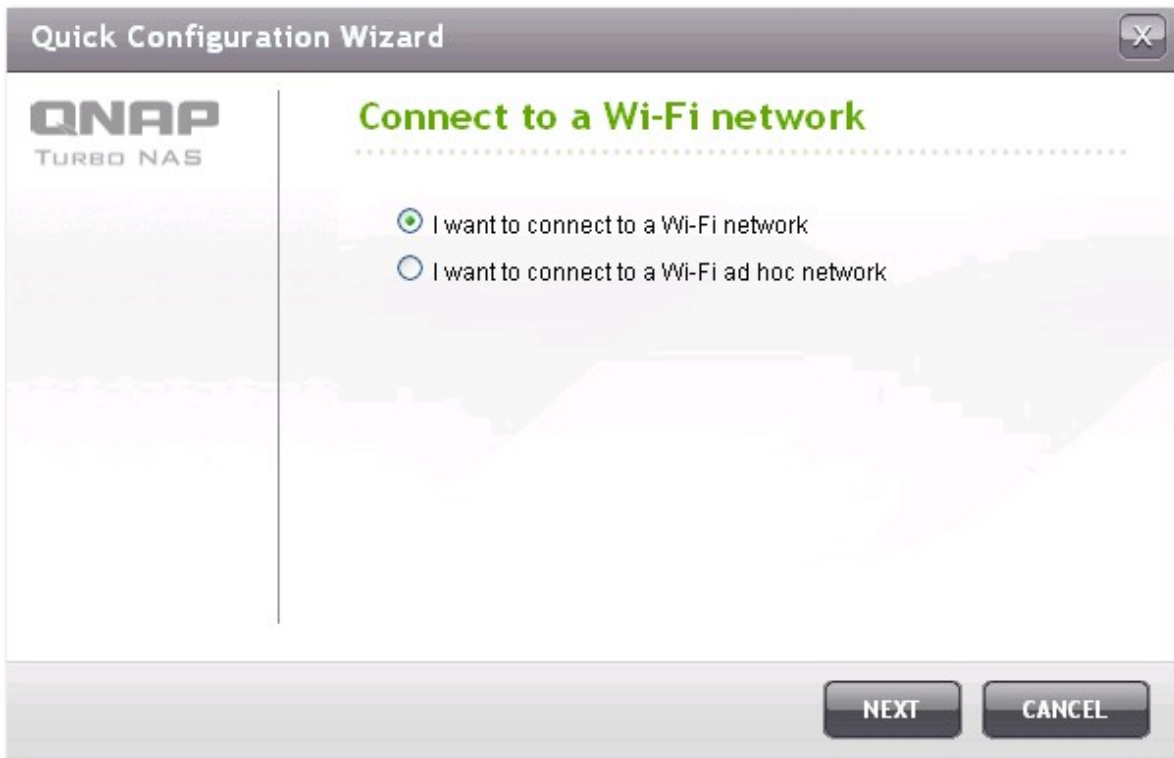 Quick Configuration Wizard
X
QNAP
TURBO NAS
Connect to a Wi-Fi network
I want to connect to a Wi-Fi network
I want to connect to a Wi-Fi ad hoc network
NEXT
CANCEL